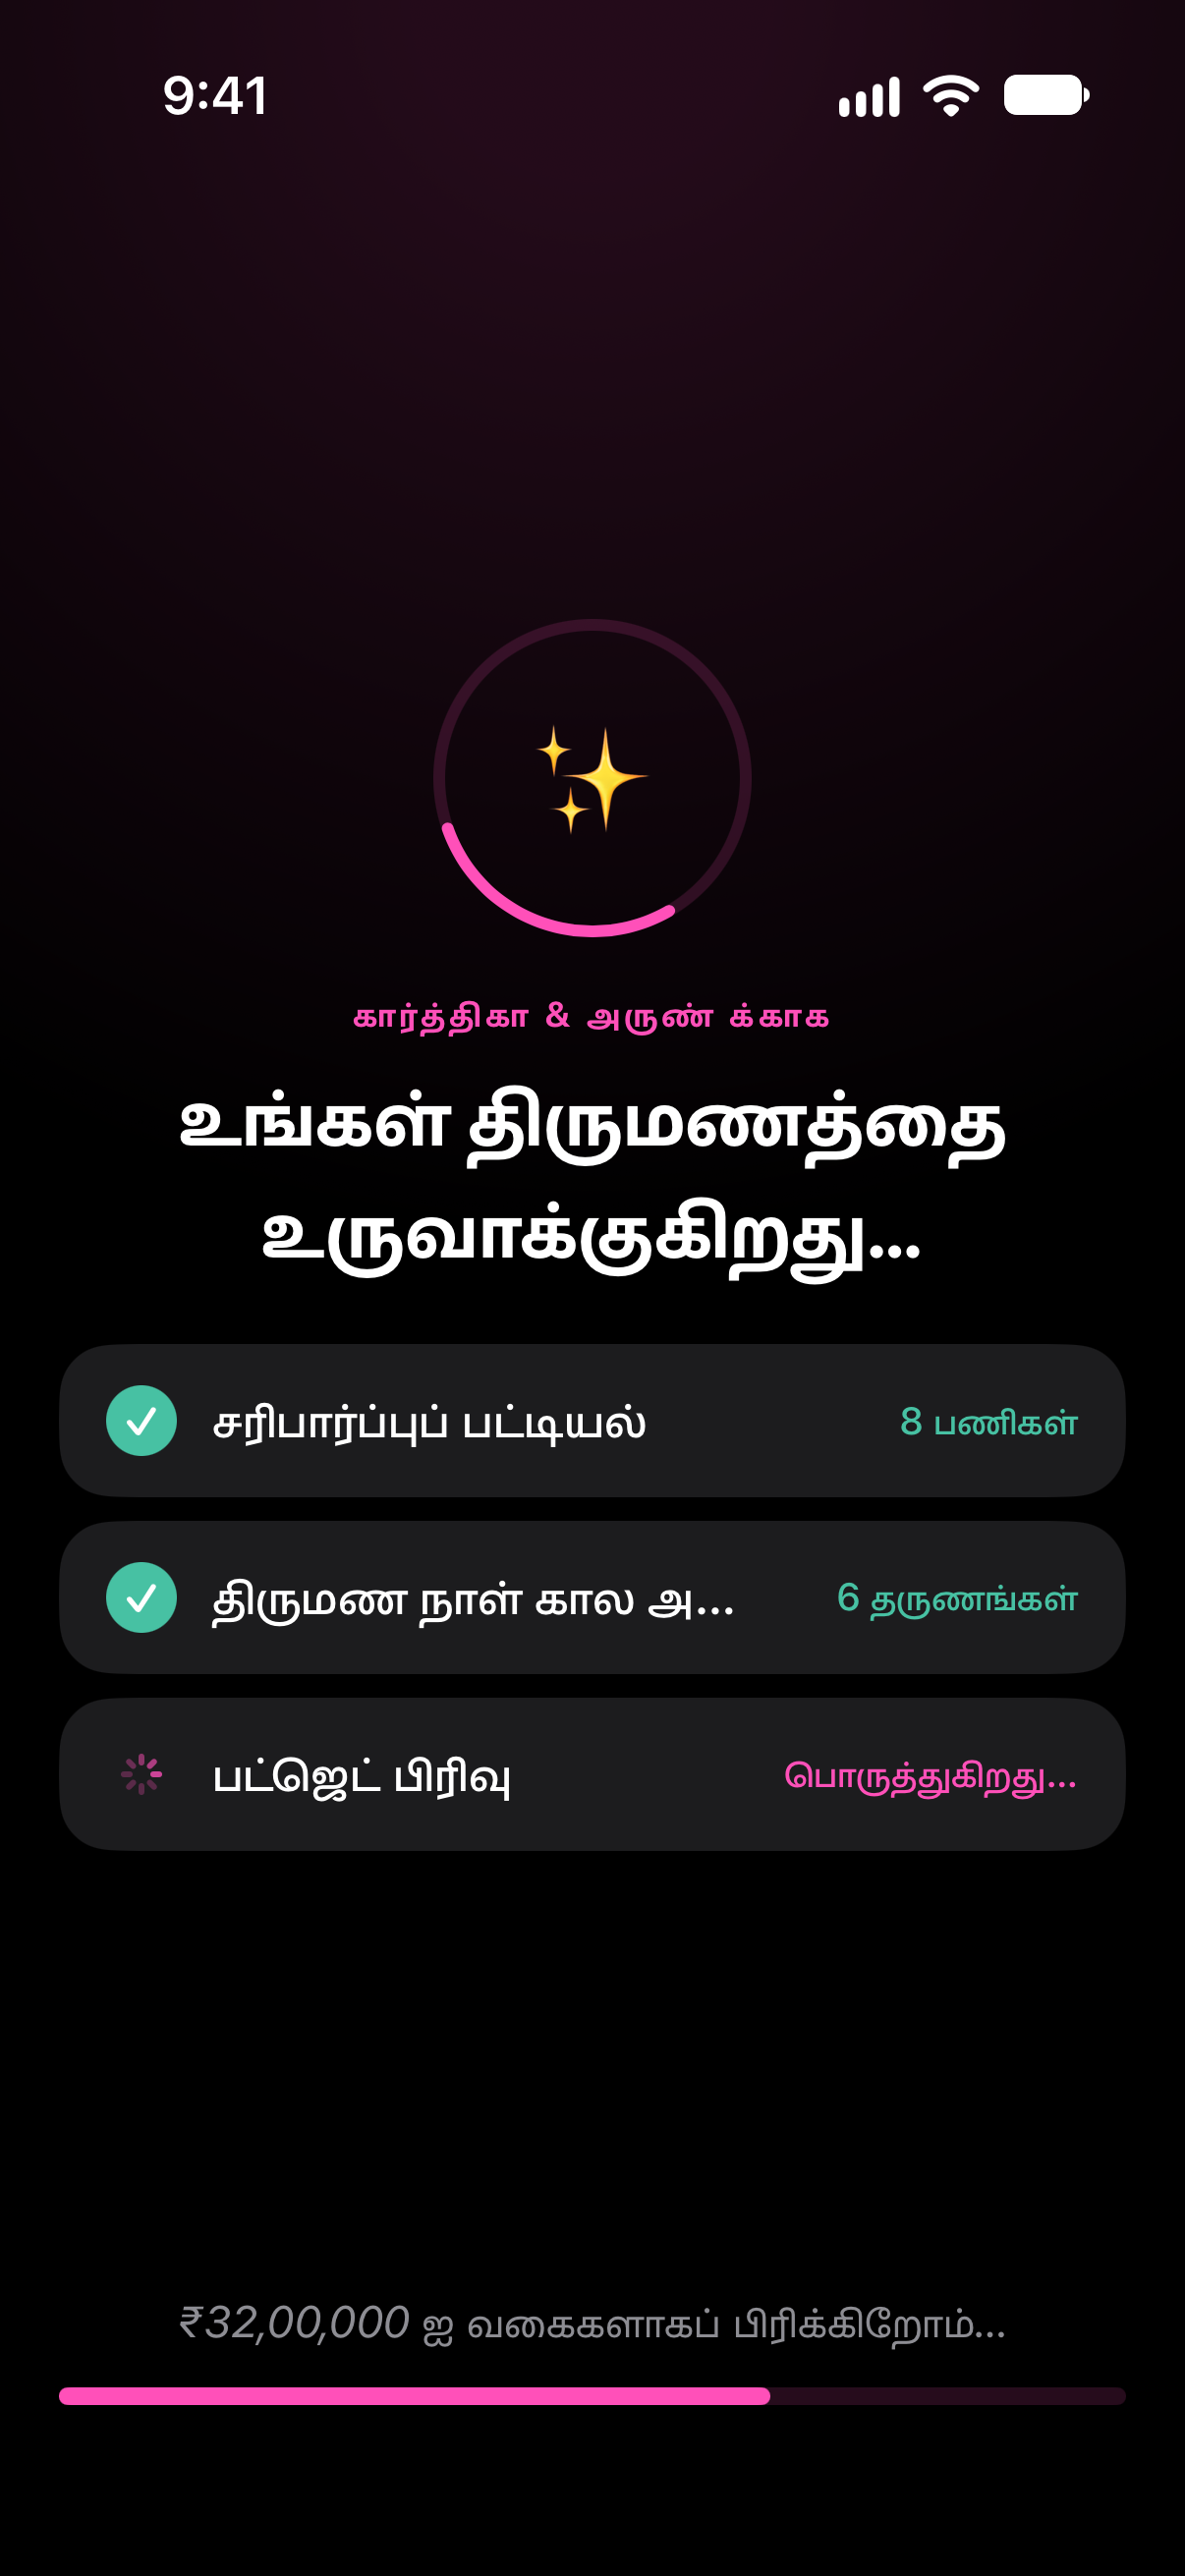 9:41
கார்த்திகா & அருண் க்காக
உங்கள் திருமணத்தை
உருவாக்குகிறது...
சரிபார்ப்புப் பட்டியல்
8 பணிகள்
திருமண நாள் கால அ...
6 தருணங்கள்
பட்ஜெட் பிரிவு
பொருத்துகிறது...
₹32,00,000 ஐ வகைகளாகப் பிரிக்கிறோம்...